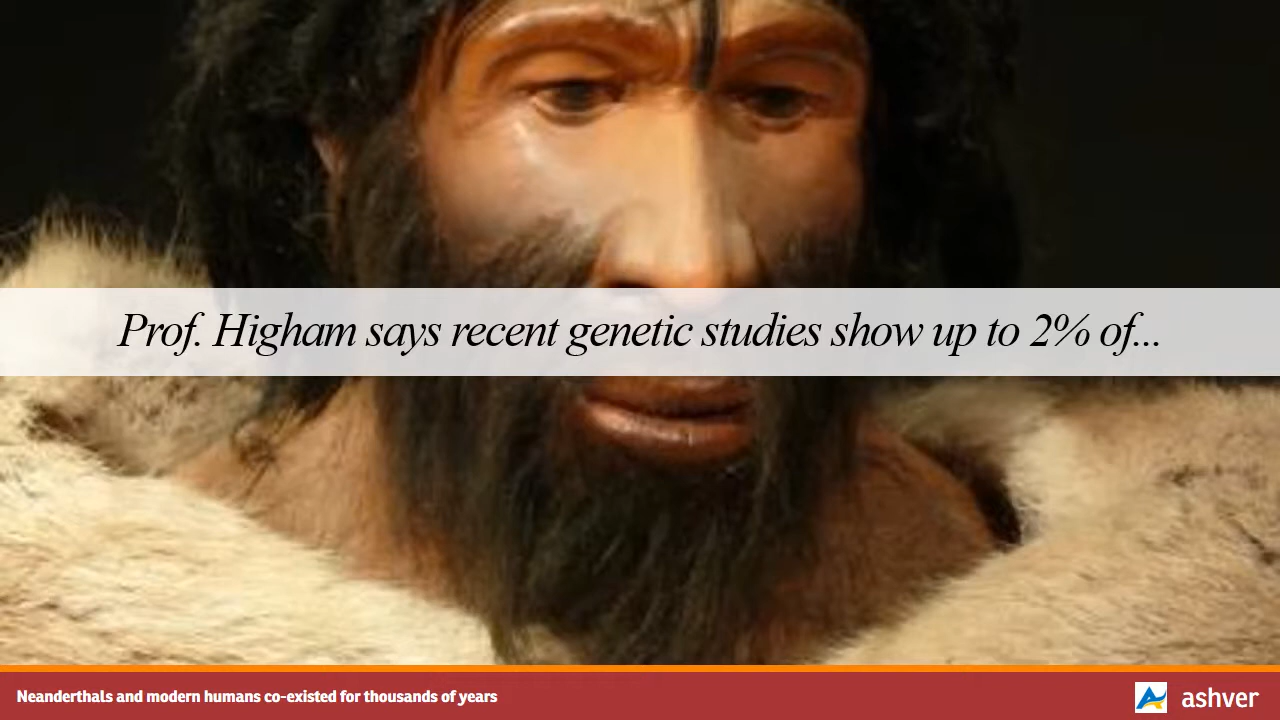 Prof. Higham says recent genetic studies show up to 2% of...
Neanderthals and modern humans co-existed for thousands of years
ashver